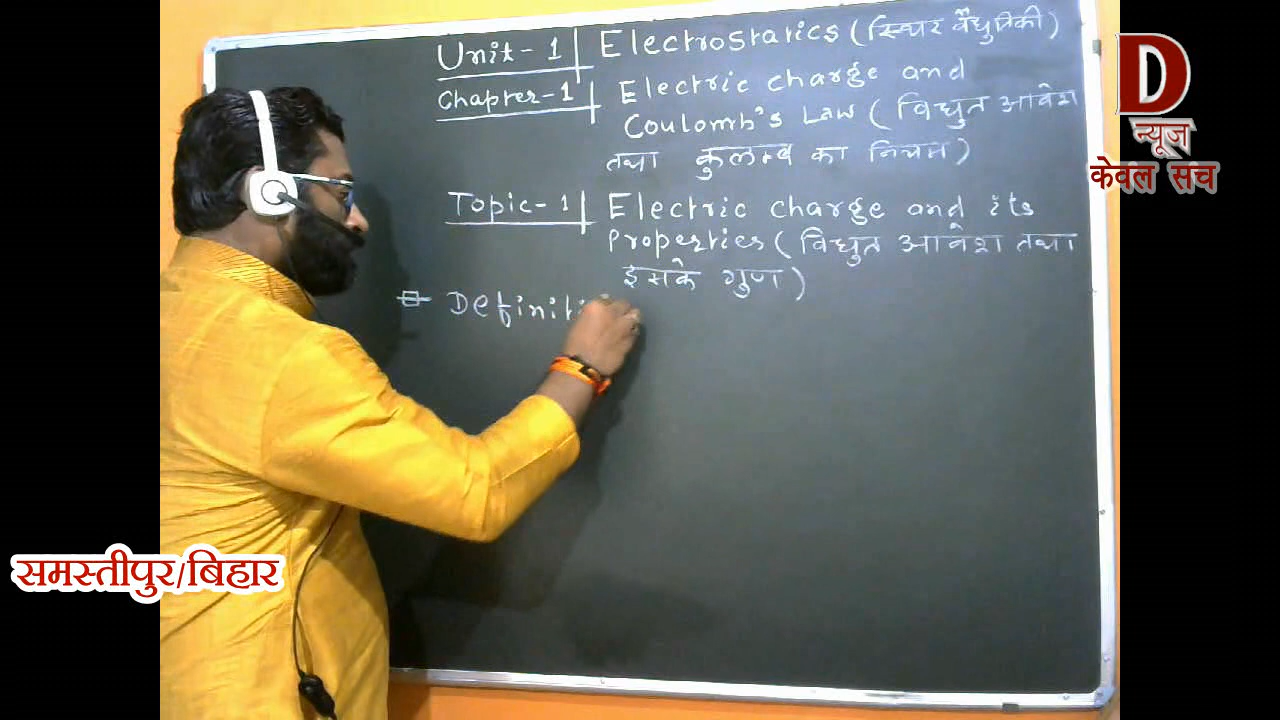 Unit-1 Electrostatics (स्थिर वैद्युतिकी)
Chapter-1 Electric charge and
Coulomb's Law (विद्युत आवेश
तथा कुलम्ब का नियम)
Topic-1 Electric charge and its
Properties (विद्युत आवेश तथा
इसके गुण)
Definiti
D
न्यूज
केवल सच
समस्तीपुर/बिहार